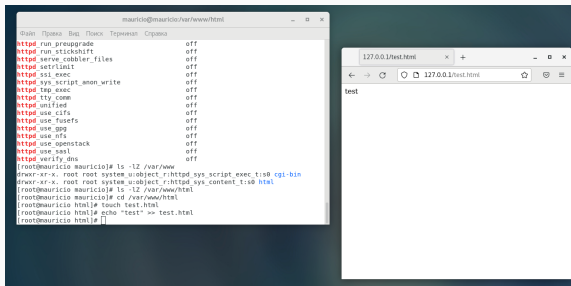 mauricio@mauricio:/var/www/html
Файл Правка Вид Поиск Терминал Справка
httpd_run_preupgrade off
httpd_run_stickshift off
httpd_serve_cobbler_files off
httpd_setrlimit off
httpd_ssi_exec off
httpd_sys_script_anon_write off
httpd_tmp_exec off
httpd_tty_comm off
httpd_unified off
httpd_use_cifs off
httpd_use_fusefs off
httpd_use_gpg off
httpd_use_nfs off
httpd_use_openstack off
httpd_use_sasl off
httpd_verify_dns off
[root@mauricio mauricio]# ls -lZ /var/www
drwxr-xr-x. root root system_u:object_r:httpd_sys_script_exec_t:s0 cgi-bin
drwxr-xr-x. root root system_u:object_r:httpd_sys_content_t:s0 html
[root@mauricio mauricio]# ls -lZ /var/www/html
[root@mauricio mauricio]# cd /var/www/html
[root@mauricio html]# touch test.html
[root@mauricio html]# echo "test" >> test.html
[root@mauricio html]#
127.0.0.1/test.html
127.0.0.1/test.html
test